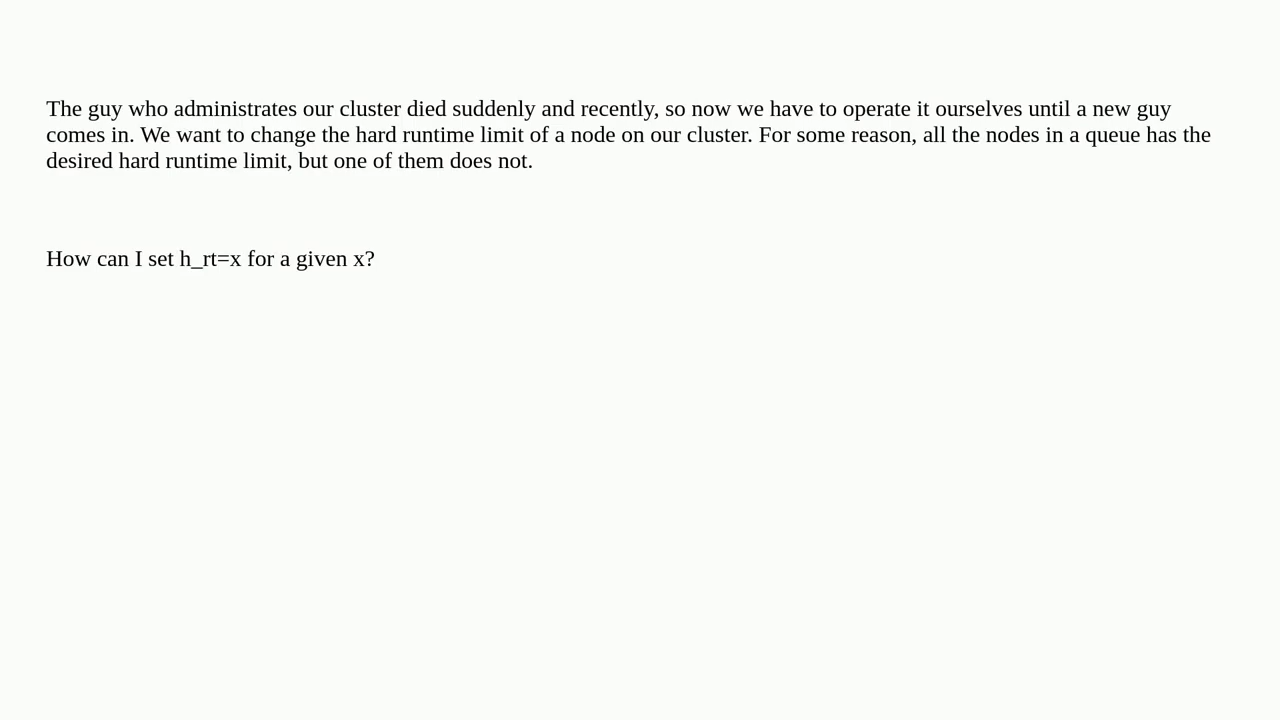 The guy who administrates our cluster died suddenly and recently, so now we have to operate it ourselves until a new guy
comes in. We want to change the hard runtime limit of a node on our cluster. For some reason, all the nodes in a queue has the
desired hard runtime limit, but one of them does not.
How can I set h_rt=x for a given x?